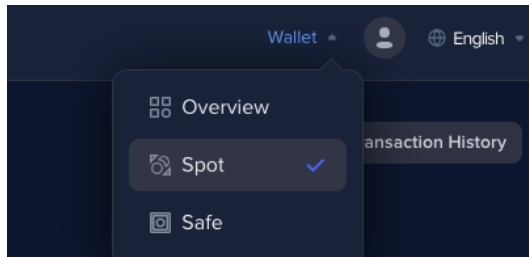 Wallet
English
Overview
ansaction History
Spot
Safe